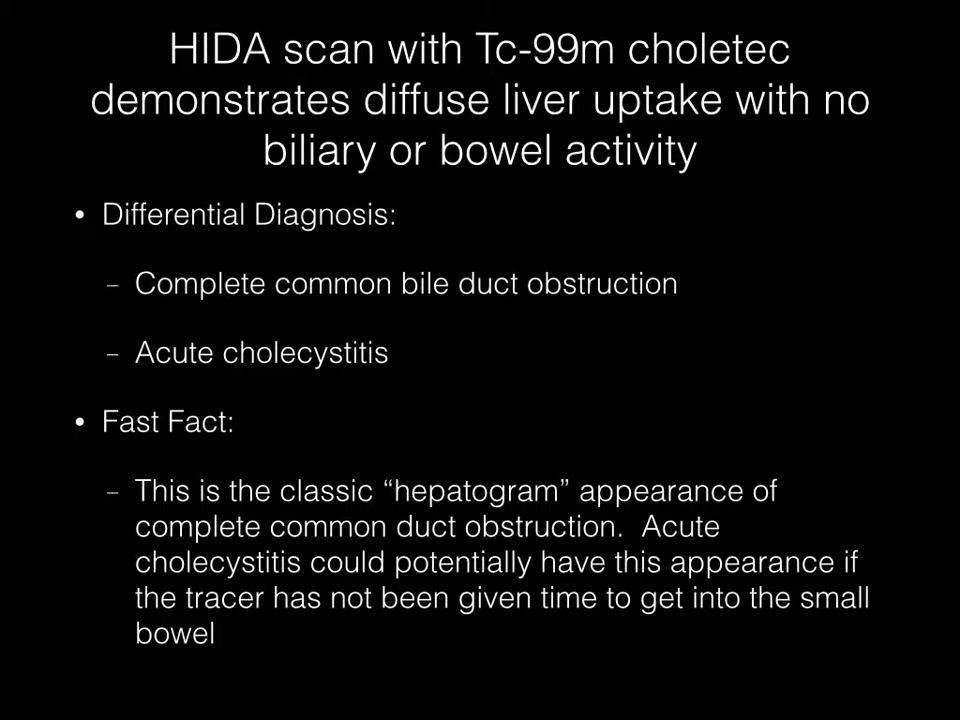 HIDA scan with Tc-99m choletec
demonstrates diffuse liver uptake with no
biliary or bowel activity
• Differential Diagnosis:
– Complete common bile duct obstruction
– Acute cholecystitis
• Fast Fact:
– This is the classic “hepatogram” appearance of
complete common duct obstruction.  Acute
cholecystitis could potentially have this appearance if
the tracer has not been given time to get into the small
bowel